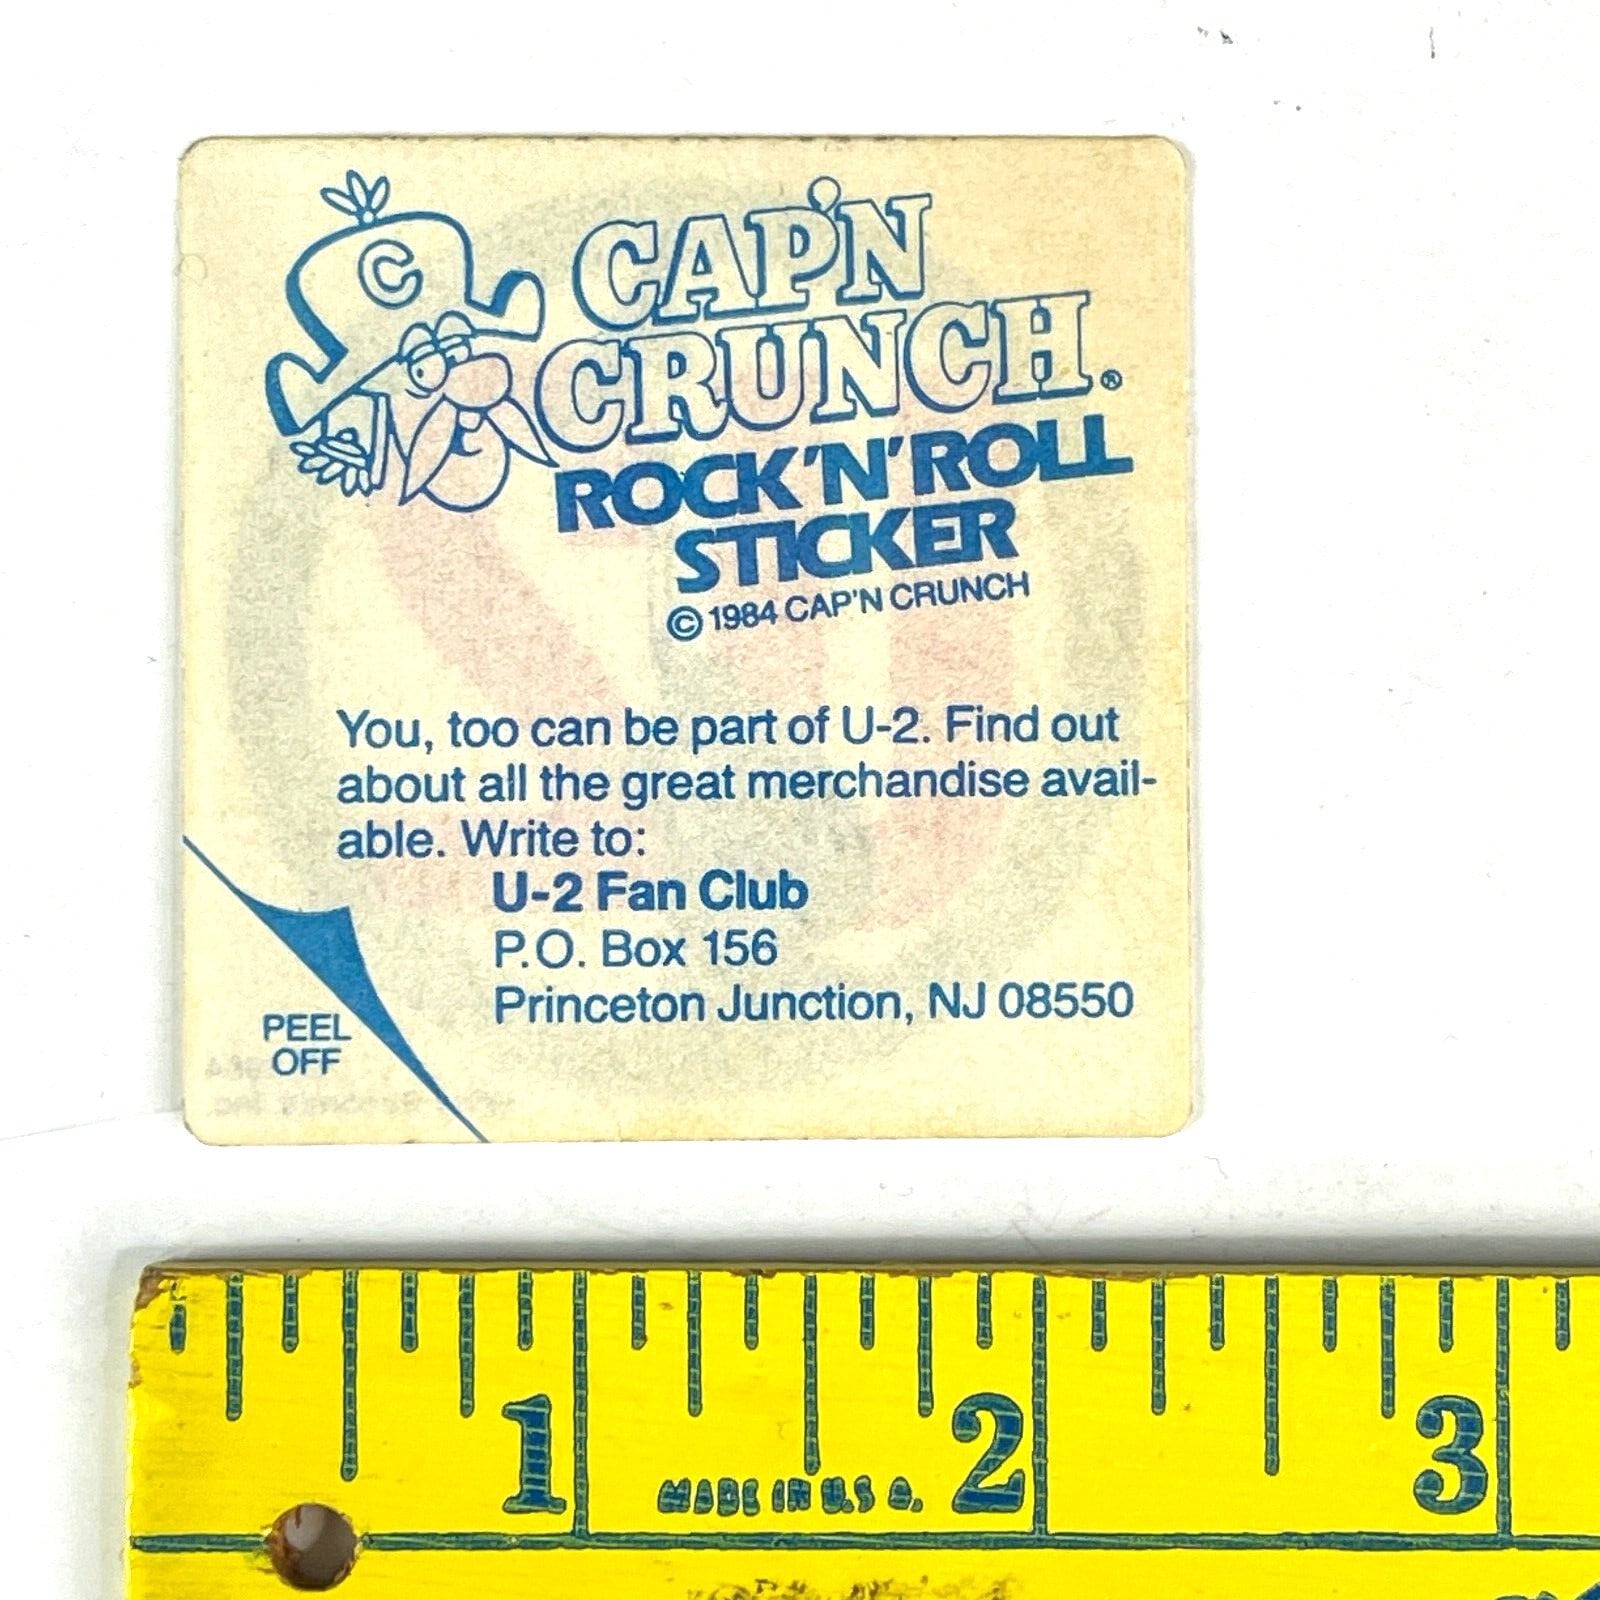 C
CAP'N
CRUNCH®
ROCK 'N' ROLL
STICKER
© 1984 CAP'N CRUNCH
You, too can be part of U-2. Find out
about all the great merchandise avail-
able. Write to:
U-2 Fan Club
P.O. Box 156
Princeton Junction, NJ 08550
PEEL
OFF
1 2 3
MADE IN U.S.A.